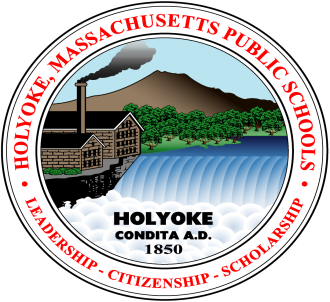 • HOLYOKE, MASSACHUSETTS PUBLIC SCHOOLS •
HOLYOKE
CONDITA A.D.
1850
LEADERSHIP - CITIZENSHIP - SCHOLARSHIP